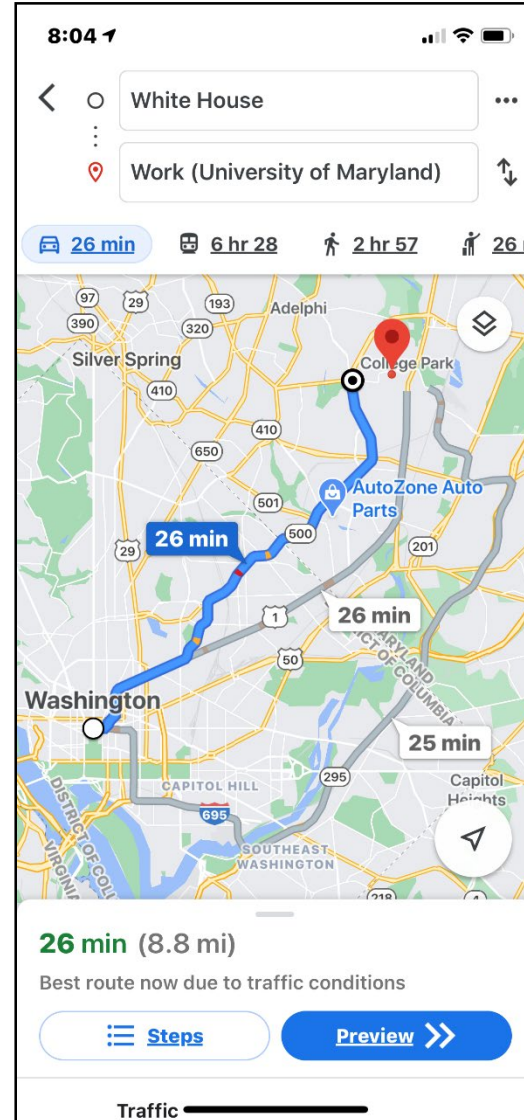 8:04
White House
Work (University of Maryland)
26 min
6 hr 28
2 hr 57
26
97
29
193
390
320
Adelphi
Silver Spring
College Park
410
410
650
501
AutoZone Auto
Parts
500
26 min
29
201
1
26 min
MARYLAND
DISTRICT OF COLUMBIA
50
Washington
25 min
295
CAPITOL HILL
Capitol
Heights
695
SOUTHEAST
WASHINGTON
DISTRICT OF COLU
VIRGINIA
218
4
26 min (8.8 mi)
Best route now due to traffic conditions
Steps
Preview
Traffic